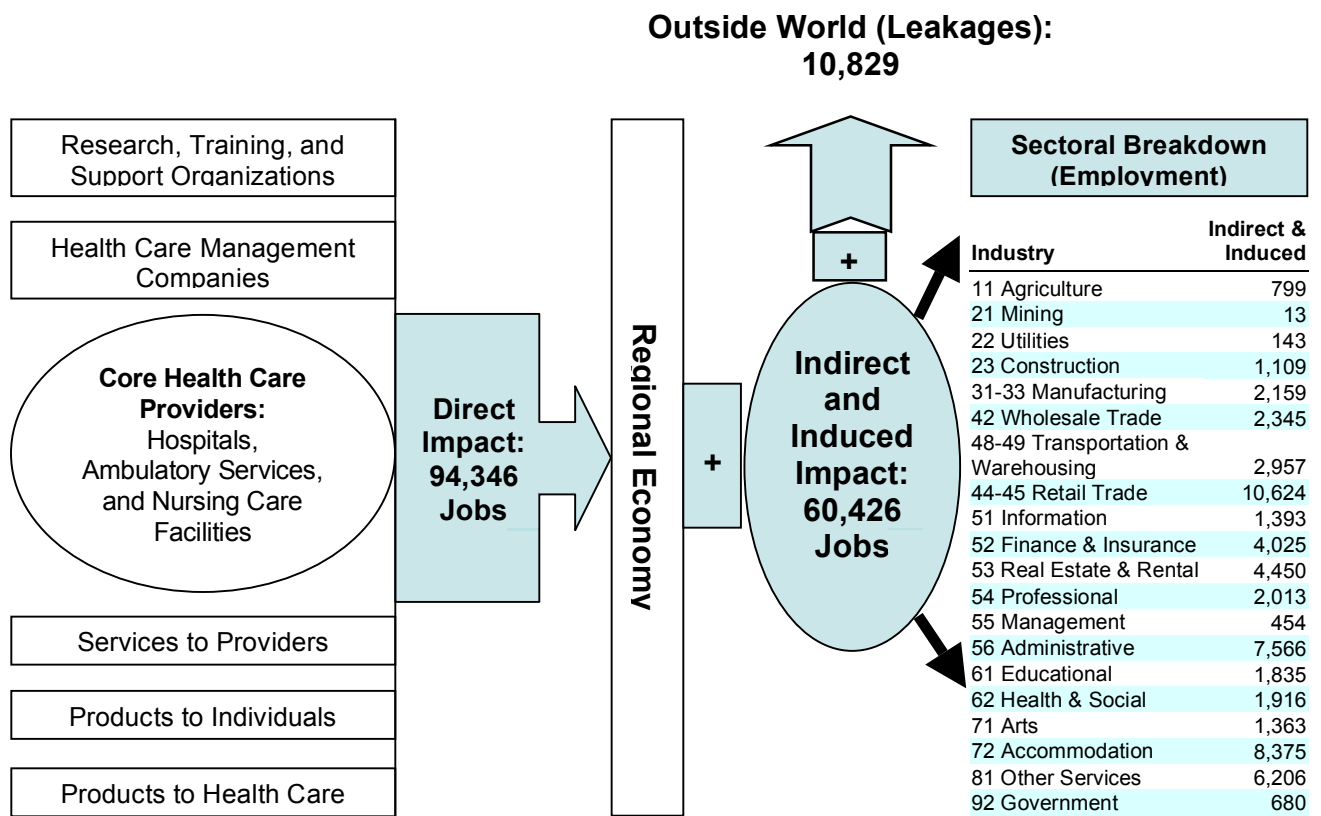 Outside World (Leakages):
10,829
Research, Training, and
Support Organizations
Health Care Management
Companies
Core Health Care
Providers:
Hospitals,
Ambulatory Services,
and Nursing Care
Facilities
Services to Providers
Products to Individuals
Products to Health Care
Direct
Impact:
94,346
Jobs
Regional Economy
+
+
Indirect
and
Induced
Impact:
60,426
Jobs
Sectoral Breakdown
(Employment)
Indirect &
Industry Induced
11 Agriculture 799
21 Mining 13
22 Utilities 143
23 Construction 1,109
31-33 Manufacturing 2,159
42 Wholesale Trade 2,345
48-49 Transportation &
Warehousing 2,957
44-45 Retail Trade 10,624
51 Information 1,393
52 Finance & Insurance 4,025
53 Real Estate & Rental 4,450
54 Professional 2,013
55 Management 454
56 Administrative 7,566
61 Educational 1,835
62 Health & Social 1,916
71 Arts 1,363
72 Accommodation 8,375
81 Other Services 6,206
92 Government 680